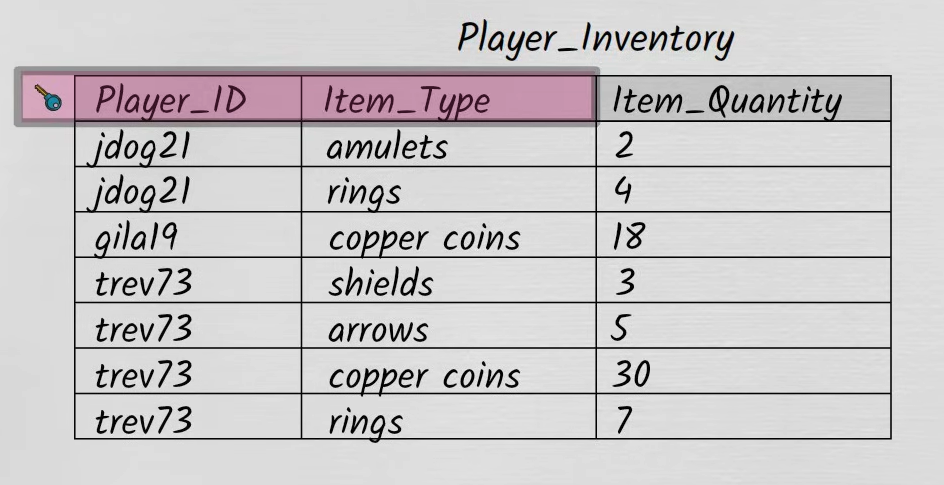 Player_Inventory
Player_ID Item_Type Item_Quantity
jdog21 amulets 2
jdog21 rings 4
gila19 copper coins 18
trev73 shields 3
trev73 arrows 5
trev73 copper coins 30
trev73 rings 7